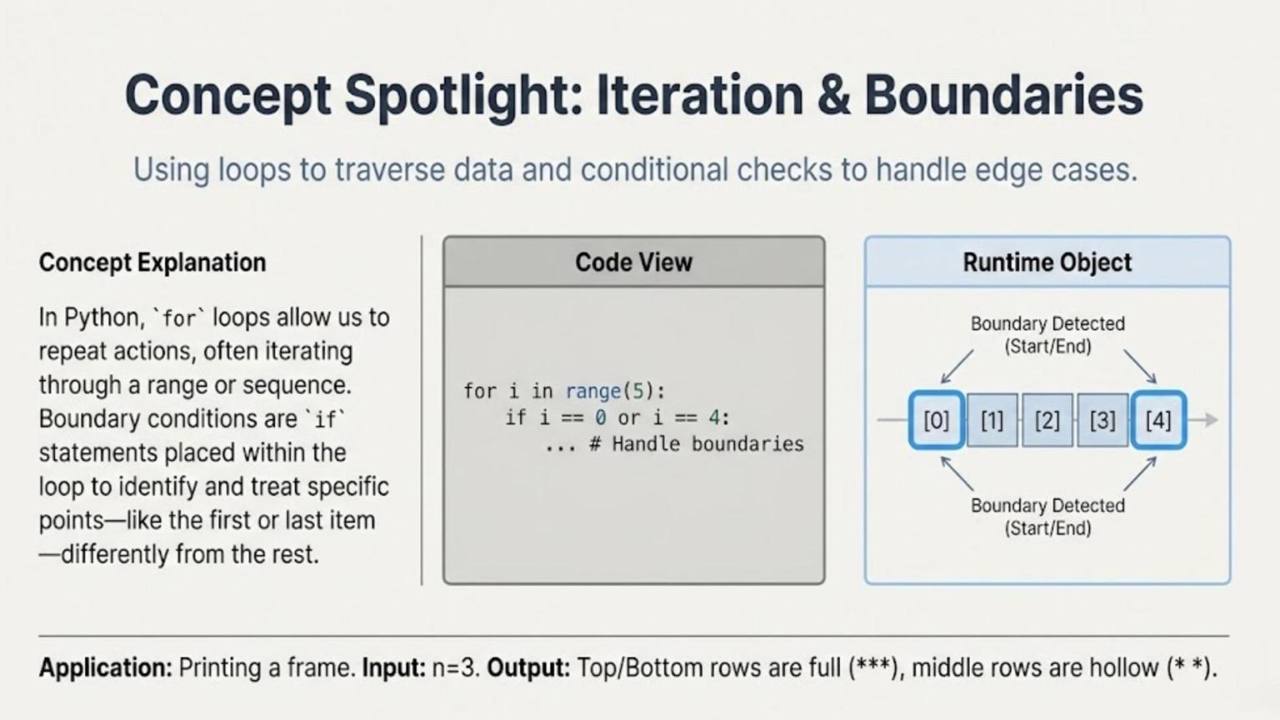 Concept Spotlight: Iteration & Boundaries
Using loops to traverse data and conditional checks to handle edge cases.
Concept Explanation
In Python, `for` loops allow us to
repeat actions, often iterating
through a range or sequence.
Boundary conditions are `if`
statements placed within the
loop to identify and treat specific
points—like the first or last item
—differently from the rest.
Code View
for i in range(5):
    if i == 0 or i == 4:
        ... # Handle boundaries
Runtime Object
Boundary Detected
(Start/End)
[0] [1] [2] [3] [4]
Boundary Detected
(Start/End)
Application: Printing a frame. Input: n=3. Output: Top/Bottom rows are full (***), middle rows are hollow (* *).